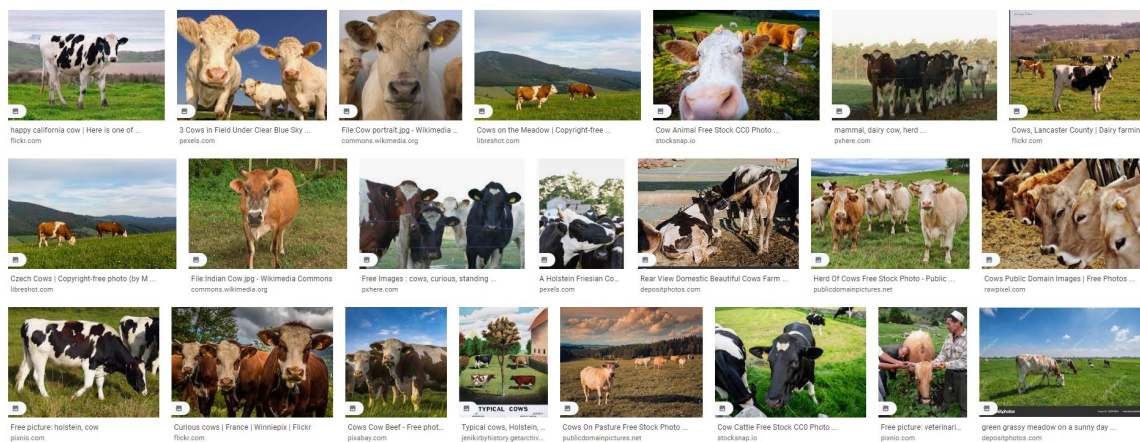 happy california cow | Here is one of ...
flickr.com
3 Cows in Field Under Clear Blue Sky ...
pexels.com
File:Cow portrait.jpg - Wikimedia ...
commons.wikimedia.org
Cows on the Meadow | Copyright-free ...
libreshot.com
Cow Animal Free Stock CC0 Photo ...
stocksnap.io
mammal, dairy cow, herd ...
pxhere.com
Cows, Lancaster County | Dairy farmin
flickr.com
Czech Cows | Copyright-free photo (by M ...
libreshot.com
File:Indian Cow.jpg - Wikimedia Commons
commons.wikimedia.org
Free Images : cows, curious, standing ...
pxhere.com
A Holstein Friesian Co...
pexels.com
Rear View Domestic Beautiful Cows Farm ...
depositphotos.com
Herd Of Cows Free Stock Photo - Public ...
publicdomainpictures.net
Cows Public Domain Images | Free Photos ...
rawpixel.com
TYPICAL COWS
Free picture: holstein, cow
pixnio.com
Curious cows | France | Winniepix | Flickr
flickr.com
Cows Cow Beef - Free phot...
pixabay.com
Typical cows, Holstein, ...
jenikirbyhistory.getarchiv...
Cows On Pasture Free Stock Photo ...
publicdomainpictures.net
Cow Cattle Free Stock CC0 Photo ...
stocksnap.io
Free picture: veterinari...
pixnio.com
green grassy meadow on a sunny day ...
depositphotos.com